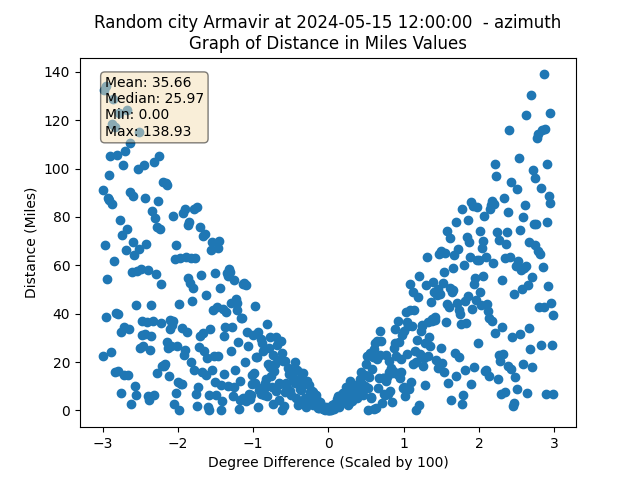 Random city Armavir at 2024-05-15 12:00:00  - azimuth
Graph of Distance in Miles Values
Mean: 35.66
Median: 25.97
Min: 0.00
Max: 138.93
Distance (Miles)
140
120
100
80
60
40
20
0
−3 −2 −1 0 1 2 3
Degree Difference (Scaled by 100)